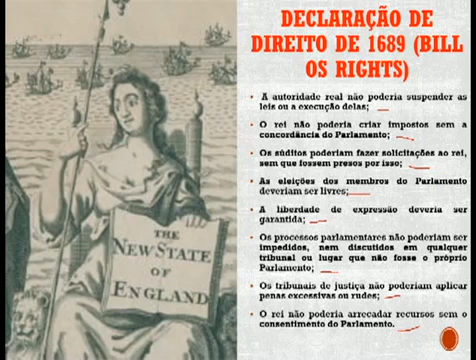 DECLARAÇÃO DE
DIREITO DE 1689 (BILL
OS RIGHTS)
THE
NEW STATE
OF
ENGLAND
• A autoridade real não poderia suspender as
leis ou a execução delas;
• O rei não poderia criar impostos sem a
concordância do Parlamento;
• Os súditos poderiam fazer solicitações ao rei,
sem que fossem presos por isso;
• As eleições dos membros do Parlamento
deveriam ser livres;
• A liberdade de expressão deveria ser
garantida;
• Os processos parlamentares não poderiam ser
impedidos, nem discutidos em qualquer
tribunal ou lugar que não fosse o próprio
Parlamento;
• Os tribunais de justiça não poderiam aplicar
penas excessivas ou rudes;
• O rei não poderia arrecadar recursos sem o
consentimento do Parlamento.